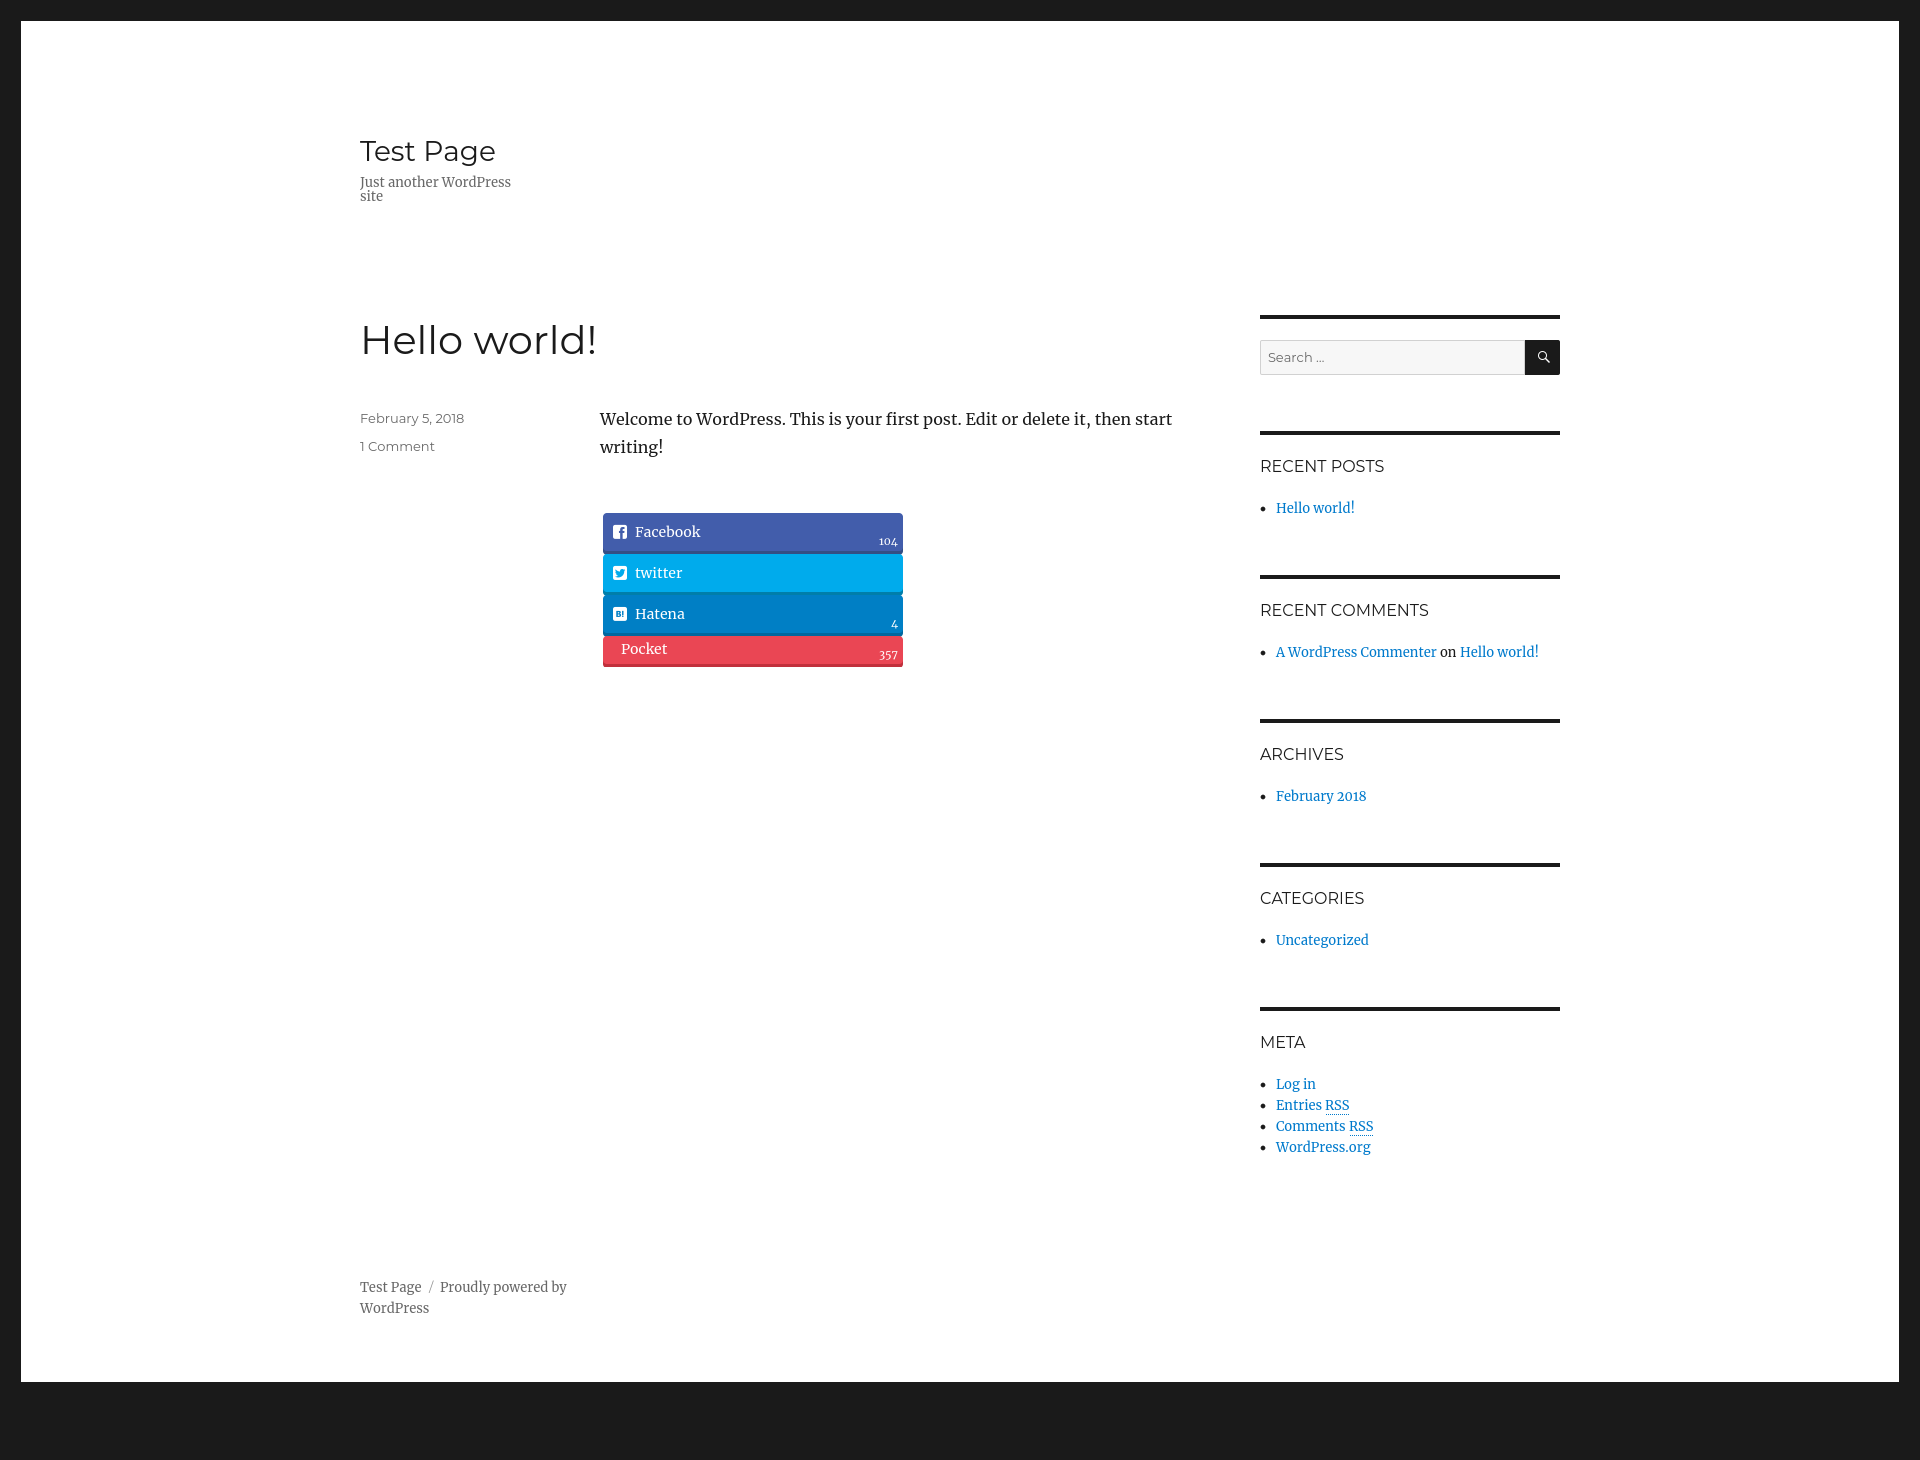 Test Page
Just another WordPress
site
Hello world!
February 5, 2018
1 Comment
Welcome to WordPress. This is your first post. Edit or delete it, then start
writing!
Facebook
104
twitter
B!
Hatena
4
Pocket
357
Search ...
RECENT POSTS
Hello world!
RECENT COMMENTS
A WordPress Commenter on Hello world!
ARCHIVES
February 2018
CATEGORIES
Uncategorized
META
Log in
Entries RSS
Comments RSS
WordPress.org
Test Page / Proudly powered by
WordPress